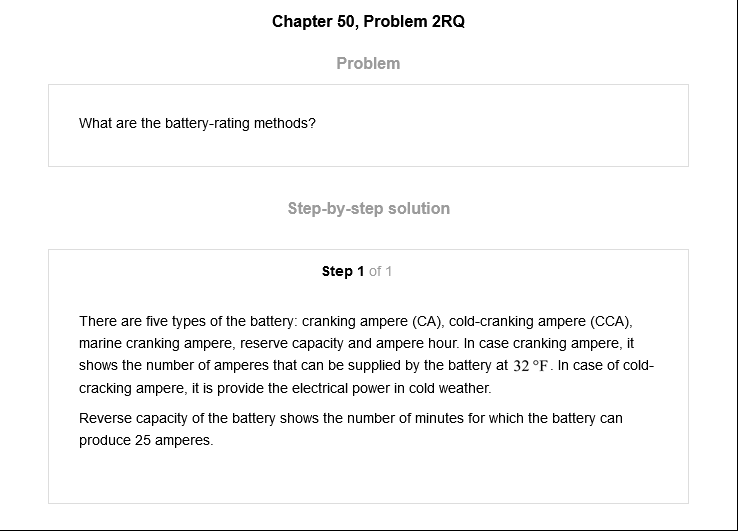 Chapter 50, Problem 2RQ
Problem
What are the battery-rating methods?
Step-by-step solution
Step 1 of 1
There are five types of the battery: cranking ampere (CA), cold-cranking ampere (CCA),
marine cranking ampere, reserve capacity and ampere hour. In case cranking ampere, it
shows the number of amperes that can be supplied by the battery at 32 °F. In case of cold-
cracking ampere, it is provide the electrical power in cold weather.
Reverse capacity of the battery shows the number of minutes for which the battery can
produce 25 amperes.